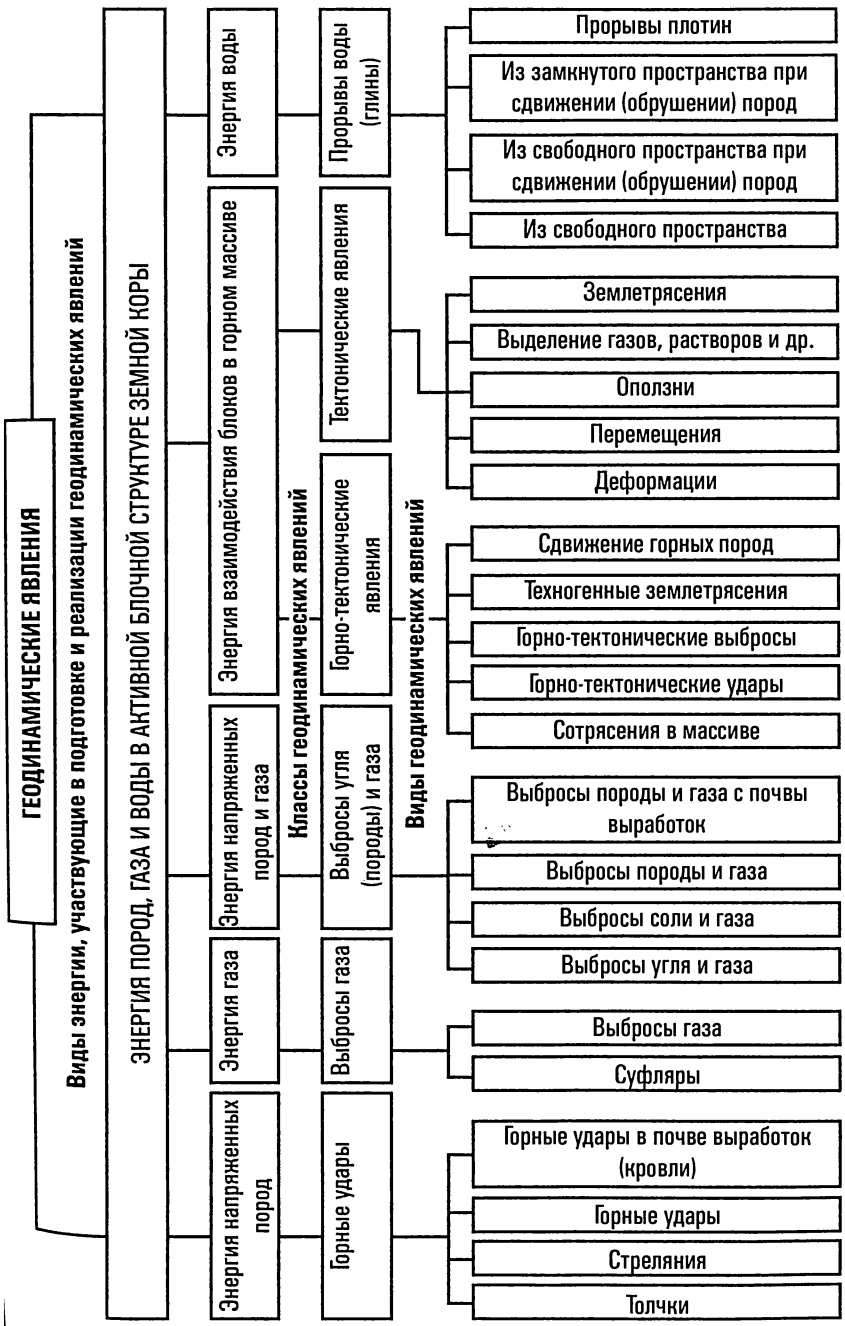 ГЕОДИНАМИЧЕСКИЕ ЯВЛЕНИЯ
Виды энергии, участвующие в подготовке и реализации геодинамических явлений
ЭНЕРГИЯ ПОРОД, ГАЗА И ВОДЫ В АКТИВНОЙ БЛОЧНОЙ СТРУКТУРЕ ЗЕМНОЙ КОРЫ
Энергия напряженных
пород
Энергия газа
Энергия напряженных
пород и газа
Энергия взаимодействия блоков в горном массиве
Энергия воды
Классы геодинамических явлений
Горные удары
Выбросы газа
Выбросы угля
(породы) и газа
Горно-тектонические
явления
Тектонические явления
Прорывы воды
(глины)
Виды геодинамических явлений
Прорывы плотин
Из замкнутого пространства при
сдвижении (обрушении) пород
Из свободного пространства при
сдвижении (обрушении) пород
Из свободного пространства
Землетрясения
Выделение газов, растворов и др.
Оползни
Перемещения
Деформации
Сдвижение горных пород
Техногенные землетрясения
Горно-тектонические выбросы
Горно-тектонические удары
Сотрясения в массиве
Выбросы породы и газа с почвы
выработок
Выбросы породы и газа
Выбросы соли и газа
Выбросы угля и газа
Выбросы газа
Суфляры
Горные удары в почве выработок
(кровли)
Горные удары
Стреляния
Толчки